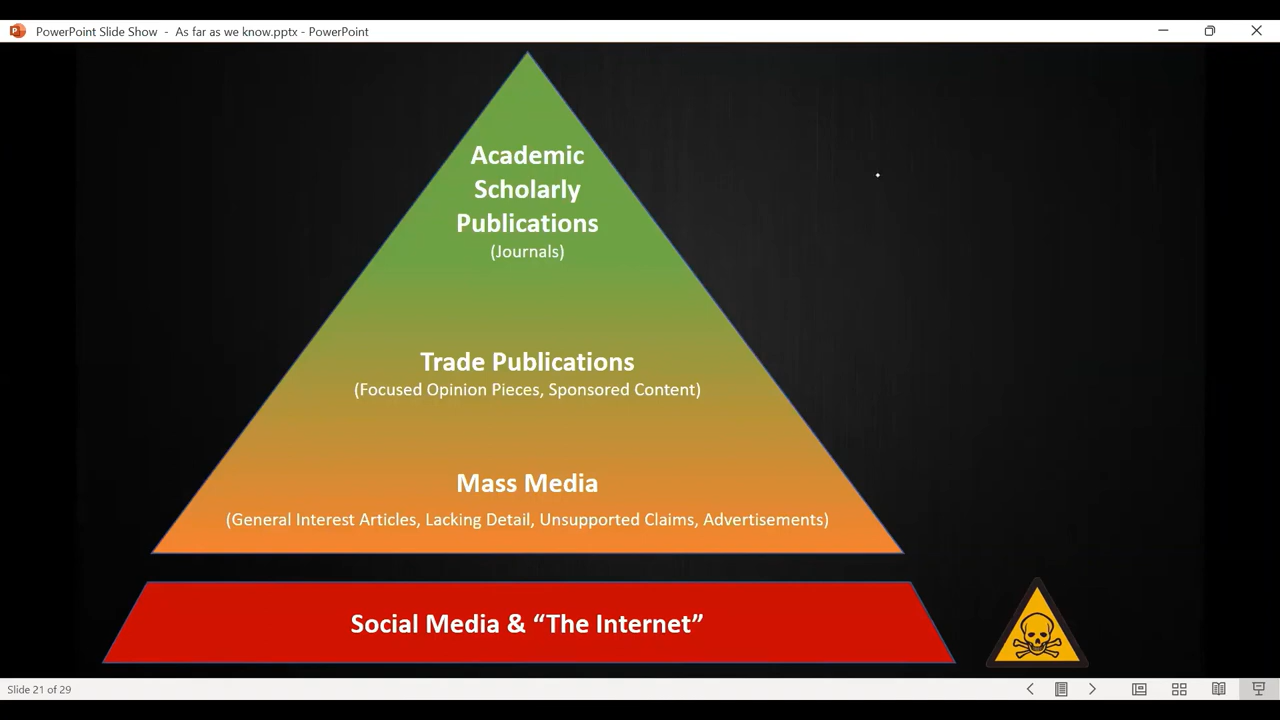 PowerPoint Slide Show - As far as we know.pptx - PowerPoint
Academic
Scholarly
Publications
(Journals)
Trade Publications
(Focused Opinion Pieces, Sponsored Content)
Mass Media
(General Interest Articles, Lacking Detail, Unsupported Claims, Advertisements)
Social Media & “The Internet”
Slide 21 of 29